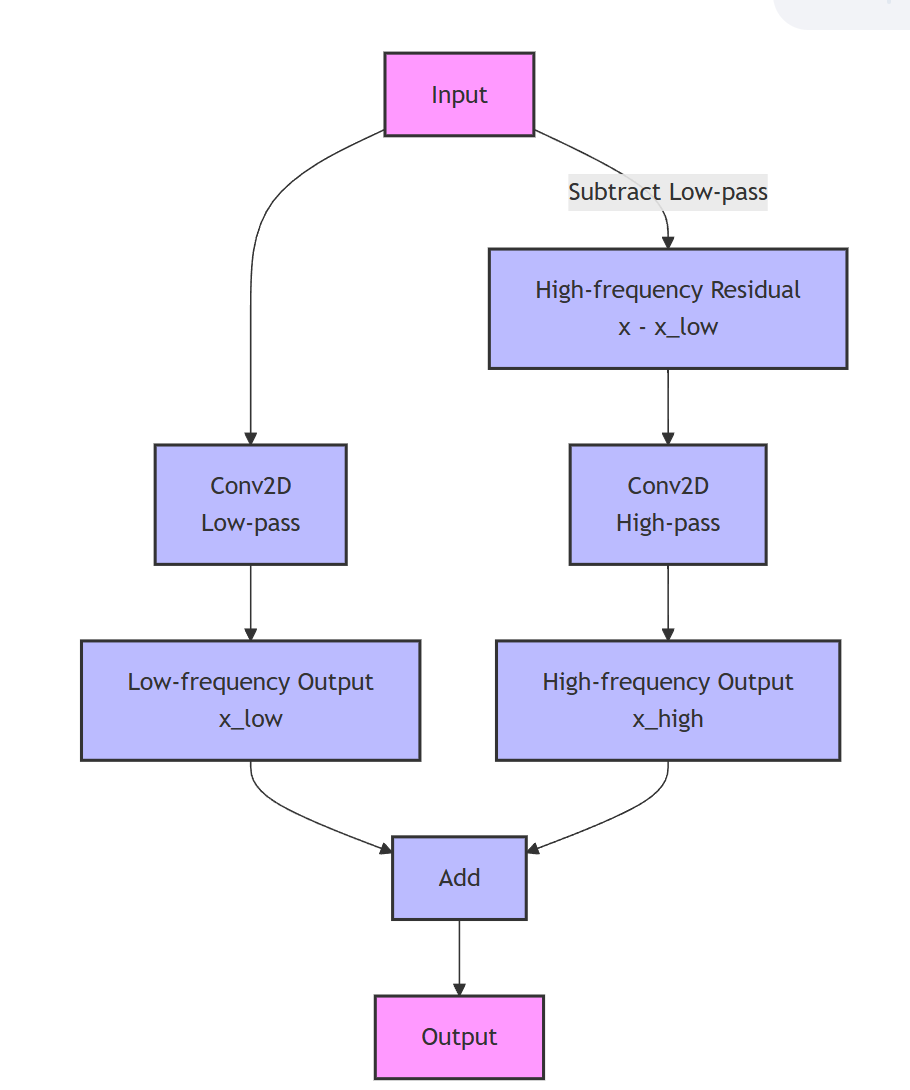 Input
Subtract Low-pass
High-frequency Residual
x - x_low
Conv2D
Low-pass
Conv2D
High-pass
Low-frequency Output
x_low
High-frequency Output
x_high
Add
Output